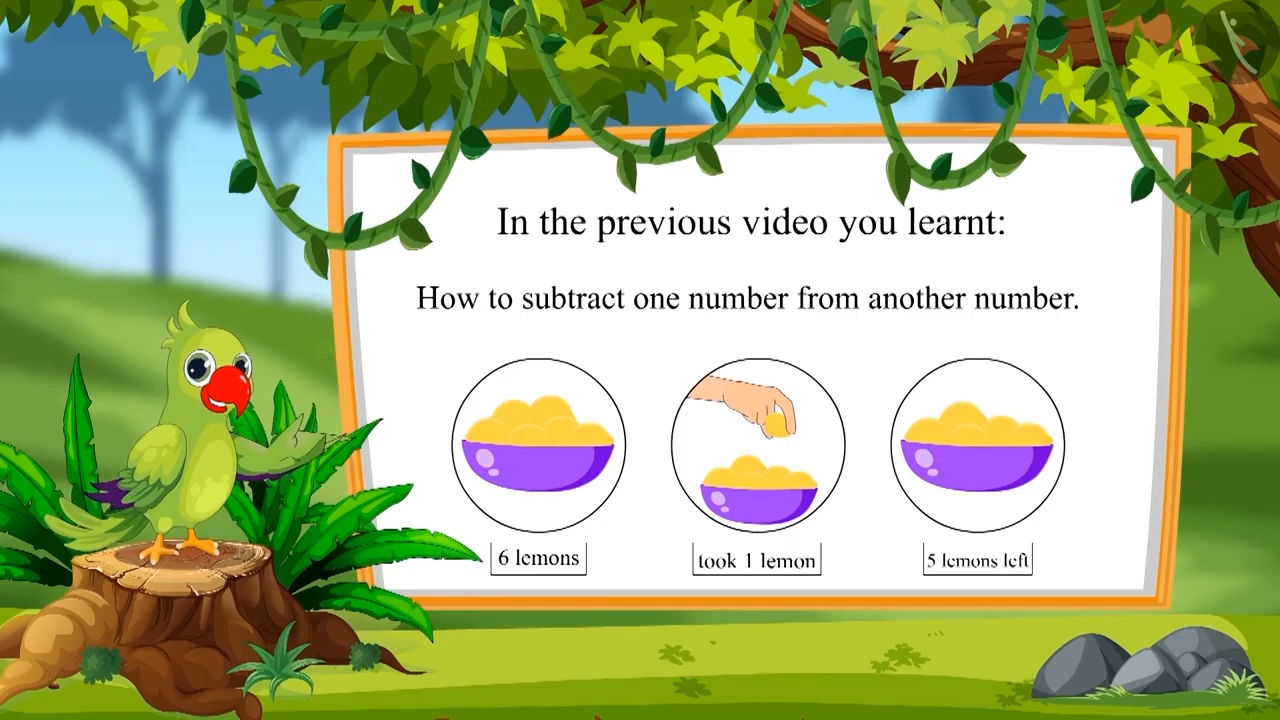 In the previous video you learnt:
How to subtract one number from another number.
6 lemons
took 1 lemon
5 lemons left